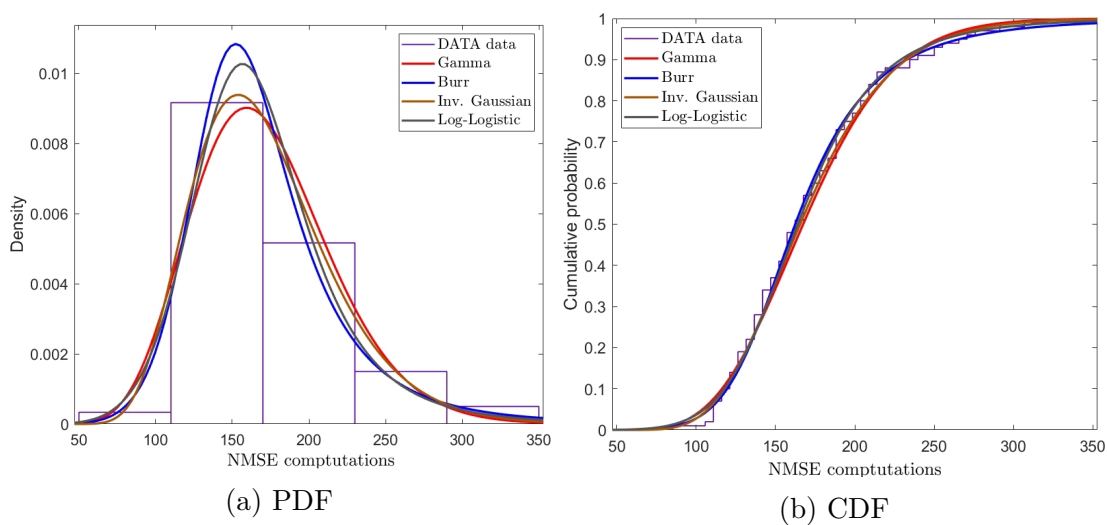 DATA data
Gamma
Burr
Inv. Gaussian
Log-Logistic
0.01
0.008
0.006
0.004
0.002
0
Density
50 100 150 200 250 300 350
NMSE comptutations
(a) PDF
DATA data
Gamma
Burr
Inv. Gaussian
Log-Logistic
1
0.9
0.8
0.7
0.6
0.5
0.4
0.3
0.2
0.1
0
Cumulative probability
50 100 150 200 250 300 350
NMSE comptutations
(b) CDF